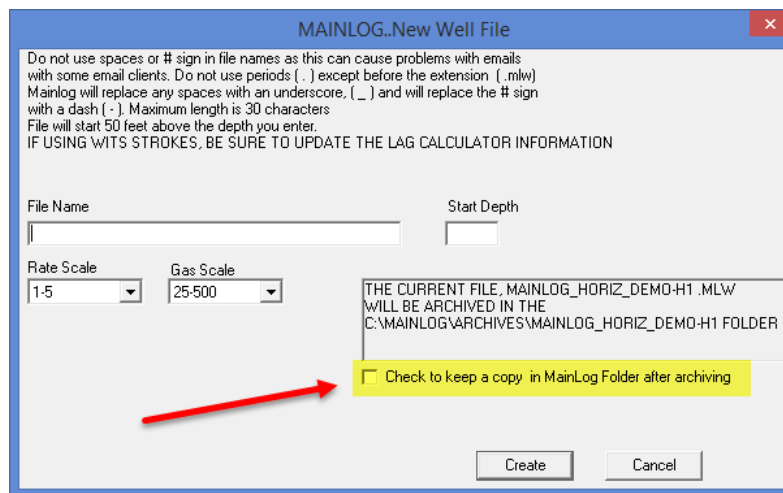 MAINLOG..New Well File
Do not use spaces or # sign in file names as this can cause problems with emails
with some email clients. Do not use periods ( . ) except before the extension ( .mlw)
Mainlog will replace any spaces with an underscore, ( _ ) and will replace the # sign
with a dash ( - ). Maximum length is 30 characters
File will start 50 feet above the depth you enter.
IF USING WITS STROKES, BE SURE TO UPDATE THE LAG CALCULATOR INFORMATION
File Name
Start Depth
Rate Scale
Gas Scale
1-5
25-500
THE CURRENT FILE, MAINLOG_HORIZ_DEMO-H1 .MLW
WILL BE ARCHIVED IN THE
C:\MAINLOG\ARCHIVES\MAINLOG_HORIZ_DEMO-H1 FOLDER
Check to keep a copy in MainLog Folder after archiving
Create
Cancel